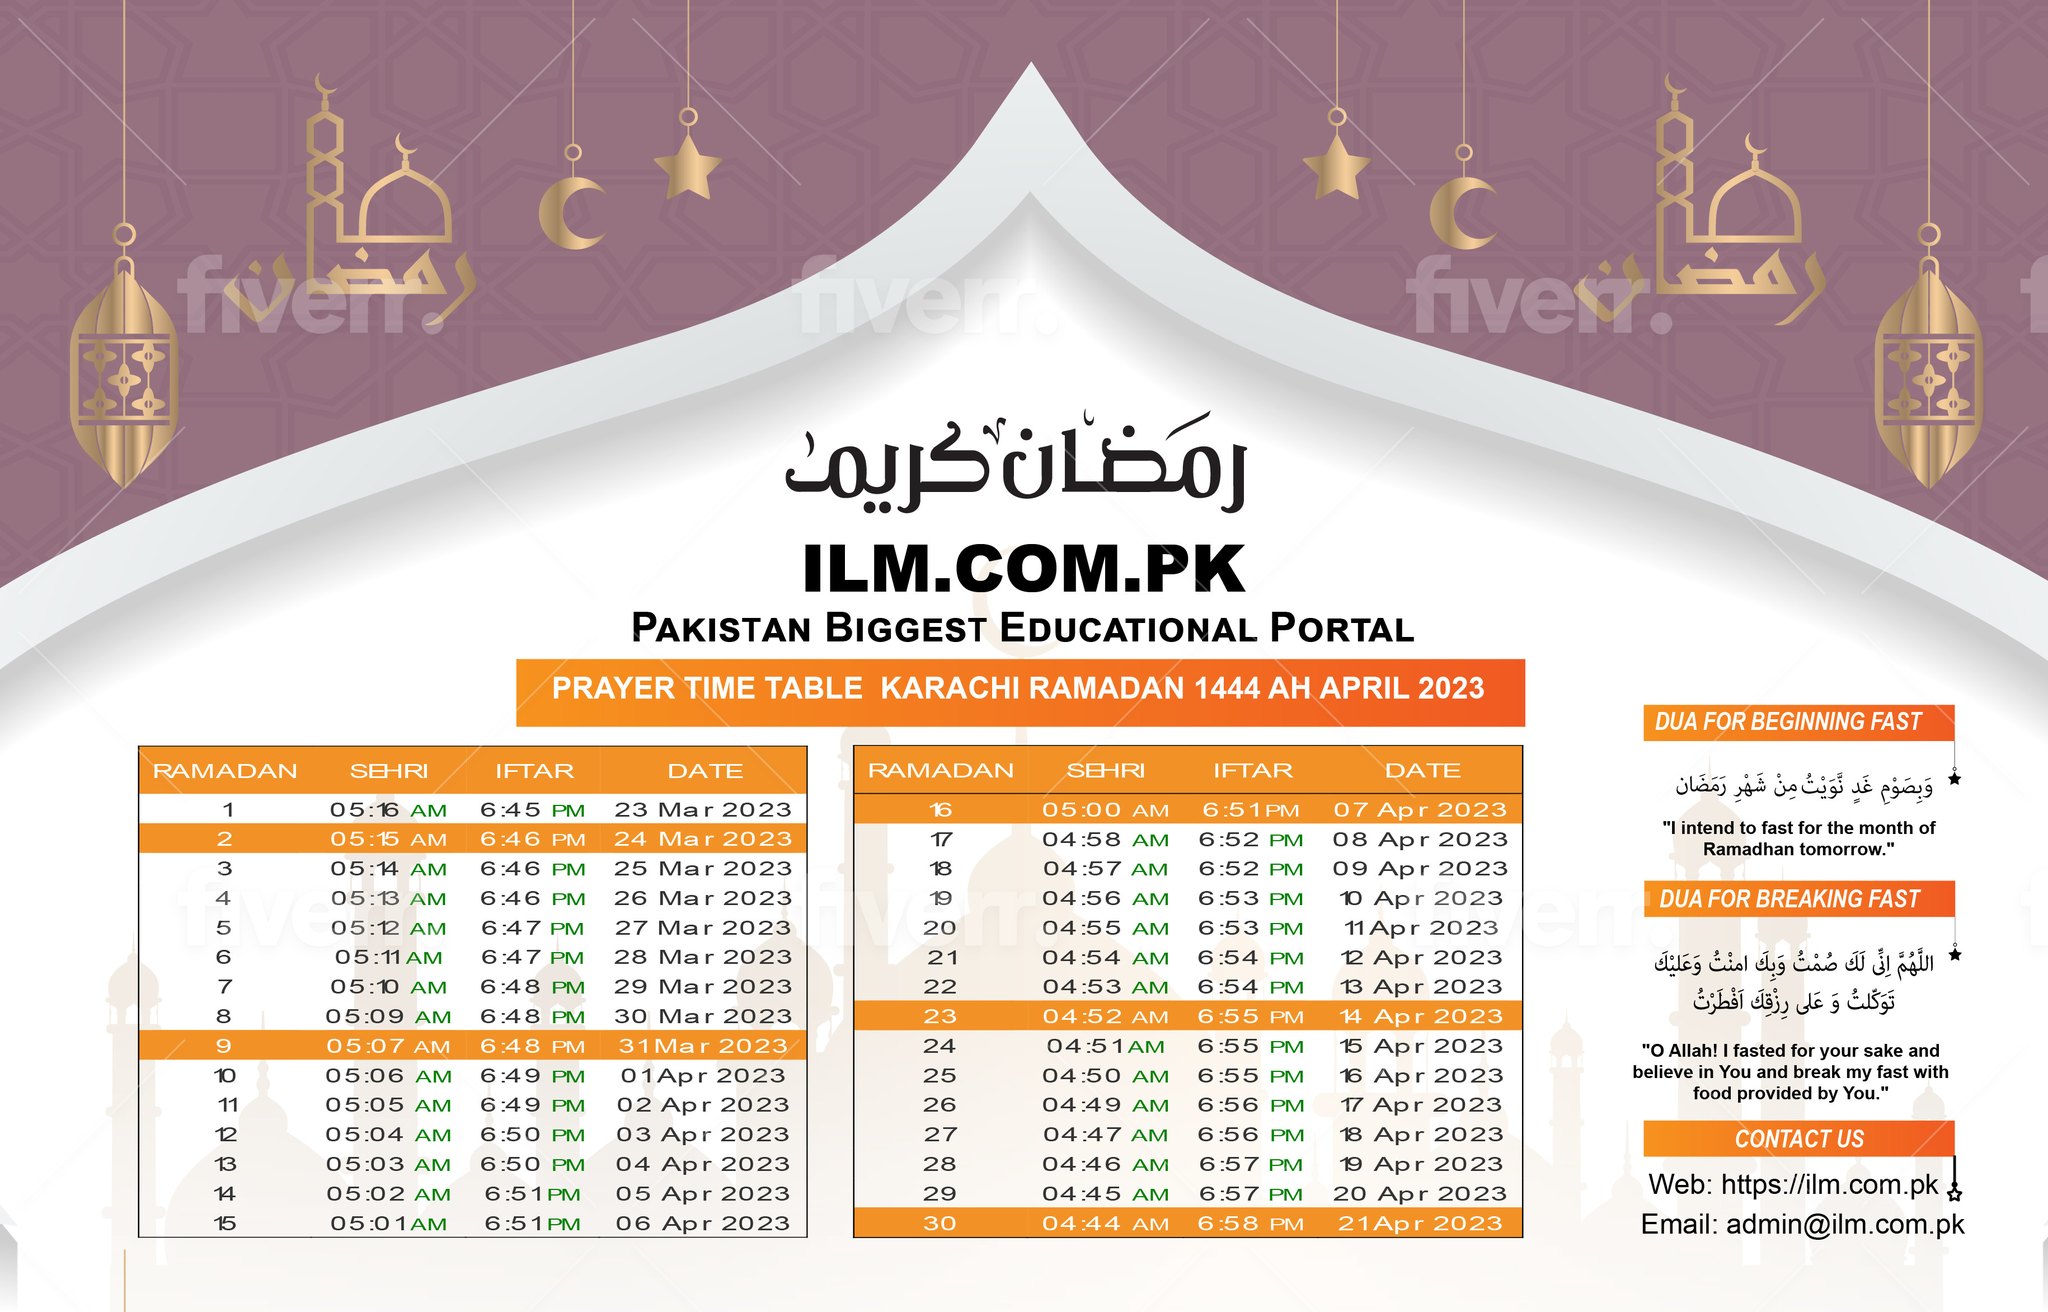 رمضان
رمضان
fiverr.
fiverr.
fiverr.
رمضان كريم
ILM.COM.PK
PAKISTAN BIGGEST EDUCATIONAL PORTAL
PRAYER TIME TABLE KARACHI RAMADAN 1444 AH APRIL 2023
RAMADAN SEHRI IFTAR DATE
1 05:16 AM 6:45 PM 23 Mar 2023
2 05:15 AM 6:46 PM 24 Mar 2023
3 05:14 AM 6:46 PM 25 Mar 2023
4 05:13 AM 6:46 PM 26 Mar 2023
5 05:12 AM 6:47 PM 27 Mar 2023
6 05:11 AM 6:47 PM 28 Mar 2023
7 05:10 AM 6:48 PM 29 Mar 2023
8 05:09 AM 6:48 PM 30 Mar 2023
9 05:07 AM 6:48 PM 31 Mar 2023
10 05:06 AM 6:49 PM 01 Apr 2023
11 05:05 AM 6:49 PM 02 Apr 2023
12 05:04 AM 6:50 PM 03 Apr 2023
13 05:03 AM 6:50 PM 04 Apr 2023
14 05:02 AM 6:51 PM 05 Apr 2023
15 05:01 AM 6:51 PM 06 Apr 2023
RAMADAN SEHRI IFTAR DATE
16 05:00 AM 6:51 PM 07 Apr 2023
17 04:58 AM 6:52 PM 08 Apr 2023
18 04:57 AM 6:52 PM 09 Apr 2023
19 04:56 AM 6:53 PM 10 Apr 2023
20 04:55 AM 6:53 PM 11 Apr 2023
21 04:54 AM 6:54 PM 12 Apr 2023
22 04:53 AM 6:54 PM 13 Apr 2023
23 04:52 AM 6:55 PM 14 Apr 2023
24 04:51 AM 6:55 PM 15 Apr 2023
25 04:50 AM 6:55 PM 16 Apr 2023
26 04:49 AM 6:56 PM 17 Apr 2023
27 04:47 AM 6:56 PM 18 Apr 2023
28 04:46 AM 6:57 PM 19 Apr 2023
29 04:45 AM 6:57 PM 20 Apr 2023
30 04:44 AM 6:58 PM 21 Apr 2023
fiverr.
fiverr.
fiverr.
DUA FOR BEGINNING FAST
وَبِصَوْمِ غَدٍ نَّوَيْتُ مِنْ شَهْرِ رَمَضَان
"I intend to fast for the month of
Ramadhan tomorrow."
DUA FOR BREAKING FAST
اللَّهُمَّ اِنِّى لَكَ صُمْتُ وَبِكَ امنْتُ وَعَلَيْكَ
تَوَكّلتُ وَ عَلى رِزْقِكَ اَفْطَرْتُ
"O Allah! I fasted for your sake and
believe in You and break my fast with
food provided by You."
CONTACT US
Web: https://ilm.com.pk
Email: admin@ilm.com.pk